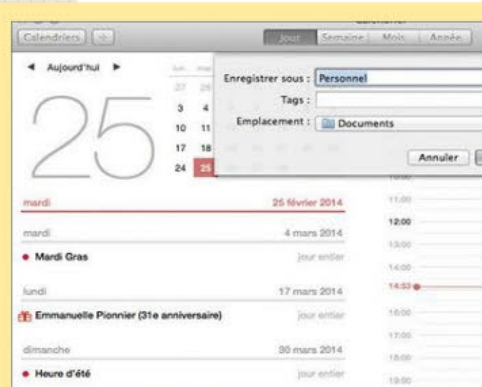 Calendriers +
Jour Semaine Mois Année
◀ Aujourd'hui ▶
Enregistrer sous : Personnel
Tags :
Emplacement : Documents
Annuler
25
3 4
10 11
17 18
24 25
mardi 25 février 2014
mardi 4 mars 2014
Mardi Gras jour entier
lundi 17 mars 2014
Emmanuelle Pionnier (31e anniversaire) jour entier
dimanche 30 mars 2014
Heure d'été jour entier
11:00
12:00
13:00
14:00
14:53
16:00
17:00
18:00
19:00